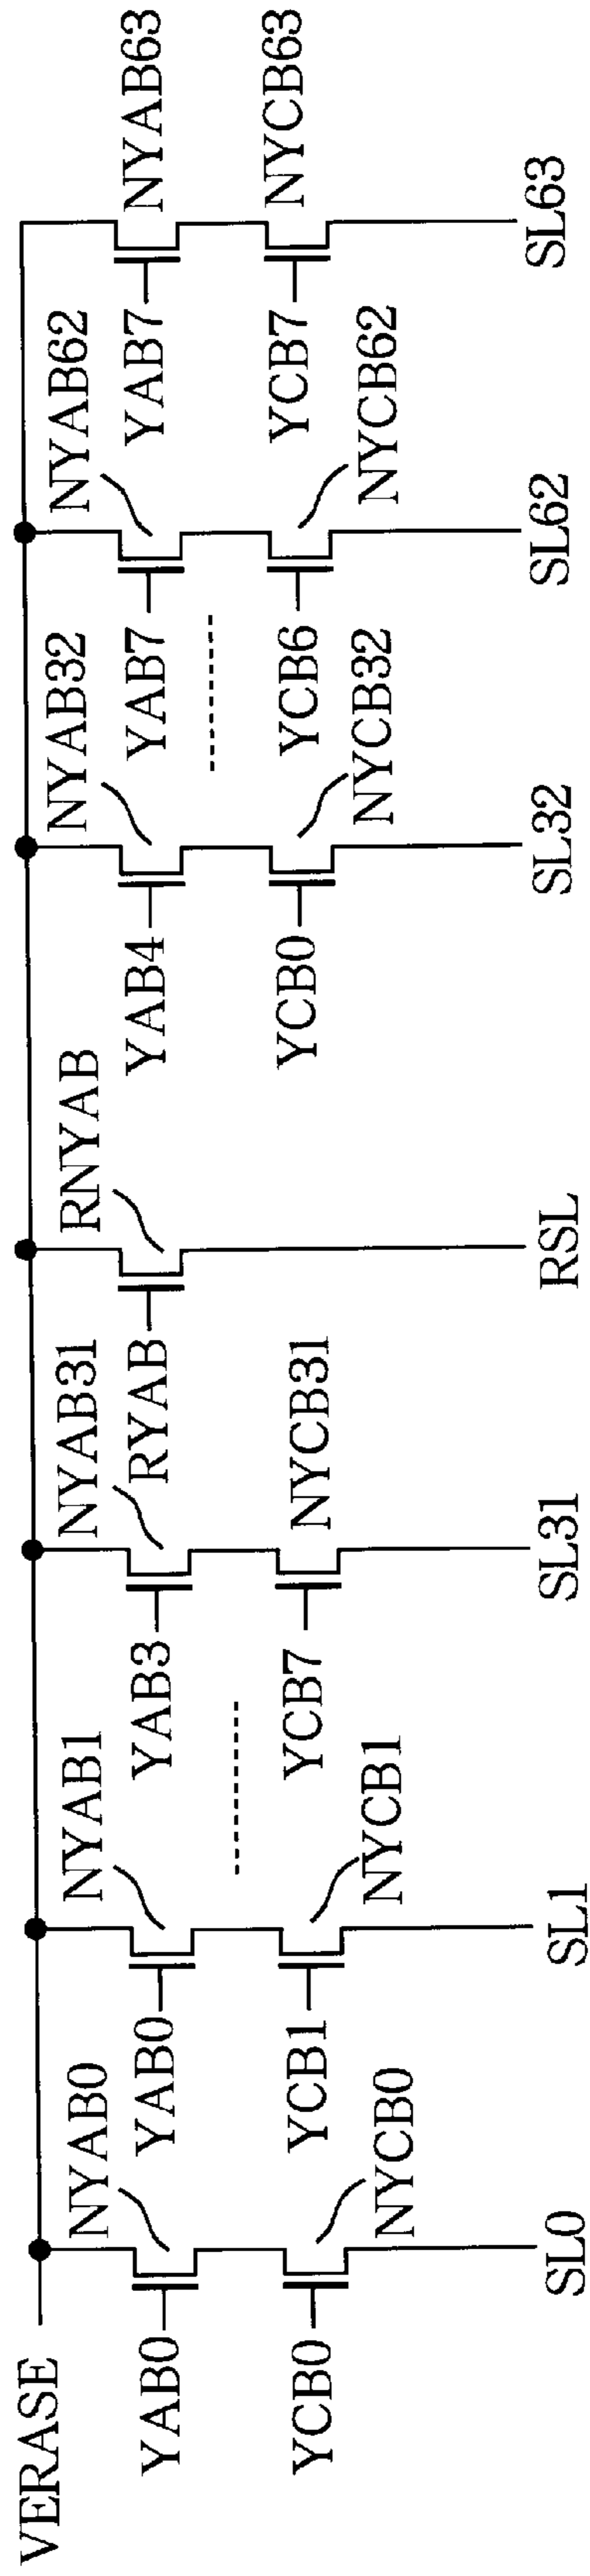 VERASE
NYAB0
YAB0
YCB0
NYCB0
SL0
NYAB1
YAB0
YCB1
NYCB1
SL1
NYAB31
YAB3
YCB7
NYCB31
SL31
RNYAB
RYAB
RSL
NYAB32
YAB4
YCB0
NYCB32
SL32
NYAB62
YAB7
YCB6
NYCB62
SL62
NYAB63
YAB7
YCB7
NYCB63
SL63